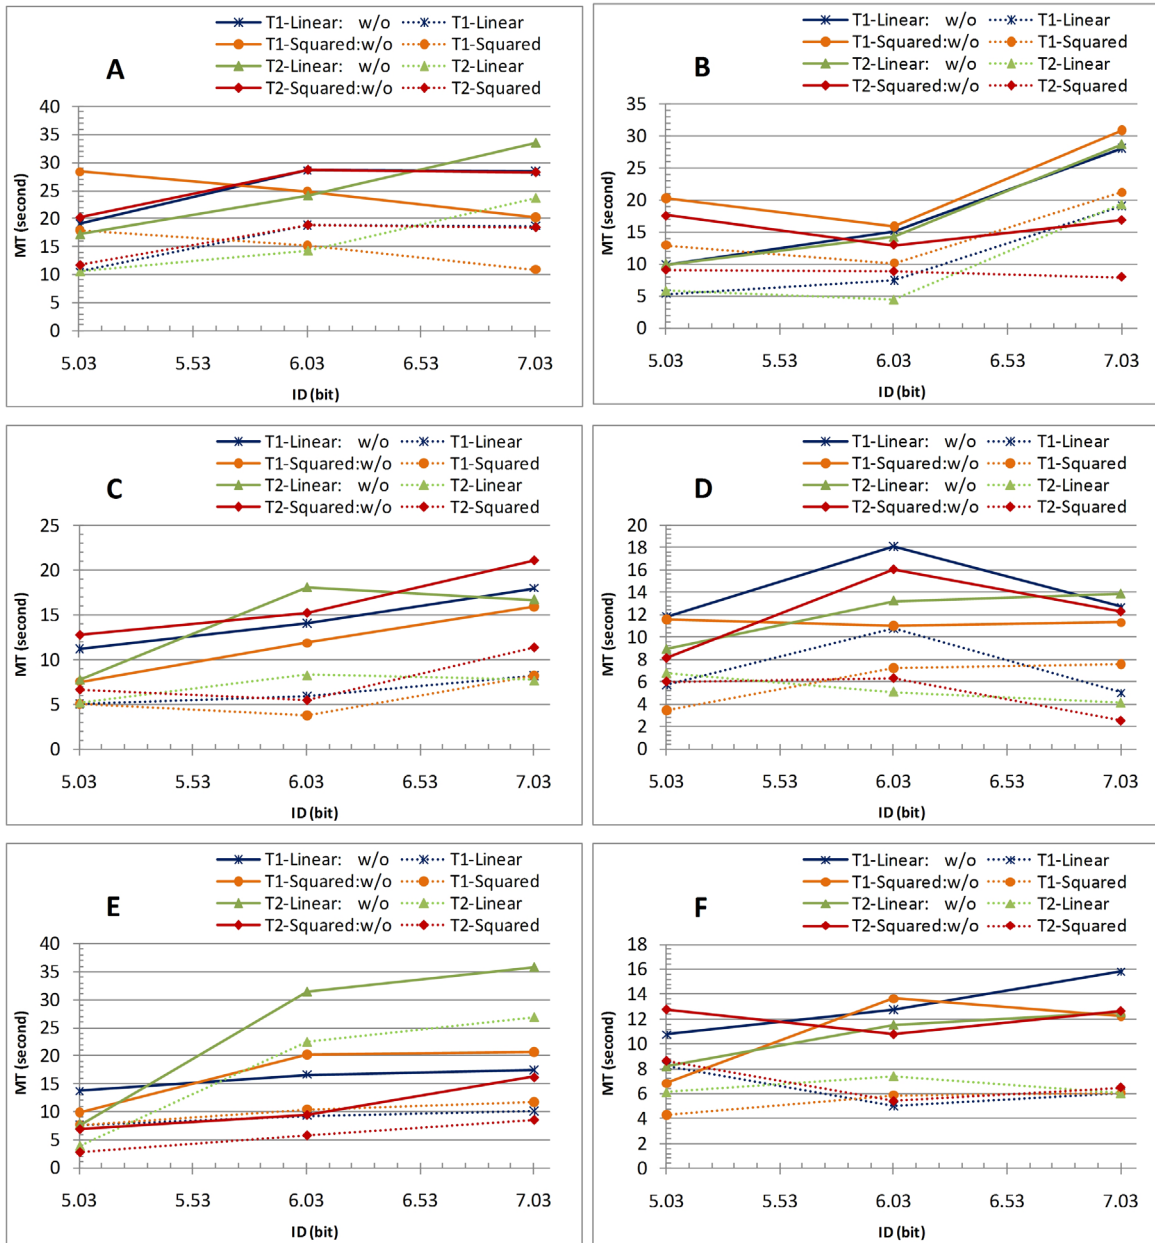 T1-Linear: w/o T1-Linear
T1-Squared:w/o T1-Squared
T2-Linear: w/o T2-Linear
T2-Squared:w/o T2-Squared
A
MT (second)
40
35
30
25
20
15
10
5
0
5.03 5.53 6.03 6.53 7.03
ID (bit)
T1-Linear: w/o T1-Linear
T1-Squared:w/o T1-Squared
T2-Linear: w/o T2-Linear
T2-Squared:w/o T2-Squared
B
MT (second)
35
30
25
20
15
10
5
0
5.03 5.53 6.03 6.53 7.03
ID (bit)
T1-Linear: w/o T1-Linear
T1-Squared:w/o T1-Squared
T2-Linear: w/o T2-Linear
T2-Squared:w/o T2-Squared
C
MT (second)
25
20
15
10
5
0
5.03 5.53 6.03 6.53 7.03
ID (bit)
T1-Linear: w/o T1-Linear
T1-Squared:w/o T1-Squared
T2-Linear: w/o T2-Linear
T2-Squared:w/o T2-Squared
D
MT (second)
20
18
16
14
12
10
8
6
4
2
0
5.03 5.53 6.03 6.53 7.03
ID (bit)
T1-Linear: w/o T1-Linear
T1-Squared:w/o T1-Squared
T2-Linear: w/o T2-Linear
T2-Squared:w/o T2-Squared
E
MT (second)
40
35
30
25
20
15
10
5
0
5.03 5.53 6.03 6.53 7.03
ID (bit)
T1-Linear: w/o T1-Linear
T1-Squared:w/o T1-Squared
T2-Linear: w/o T2-Linear
T2-Squared:w/o T2-Squared
F
MT (second)
18
16
14
12
10
8
6
4
2
0
5.03 5.53 6.03 6.53 7.03
ID (bit)